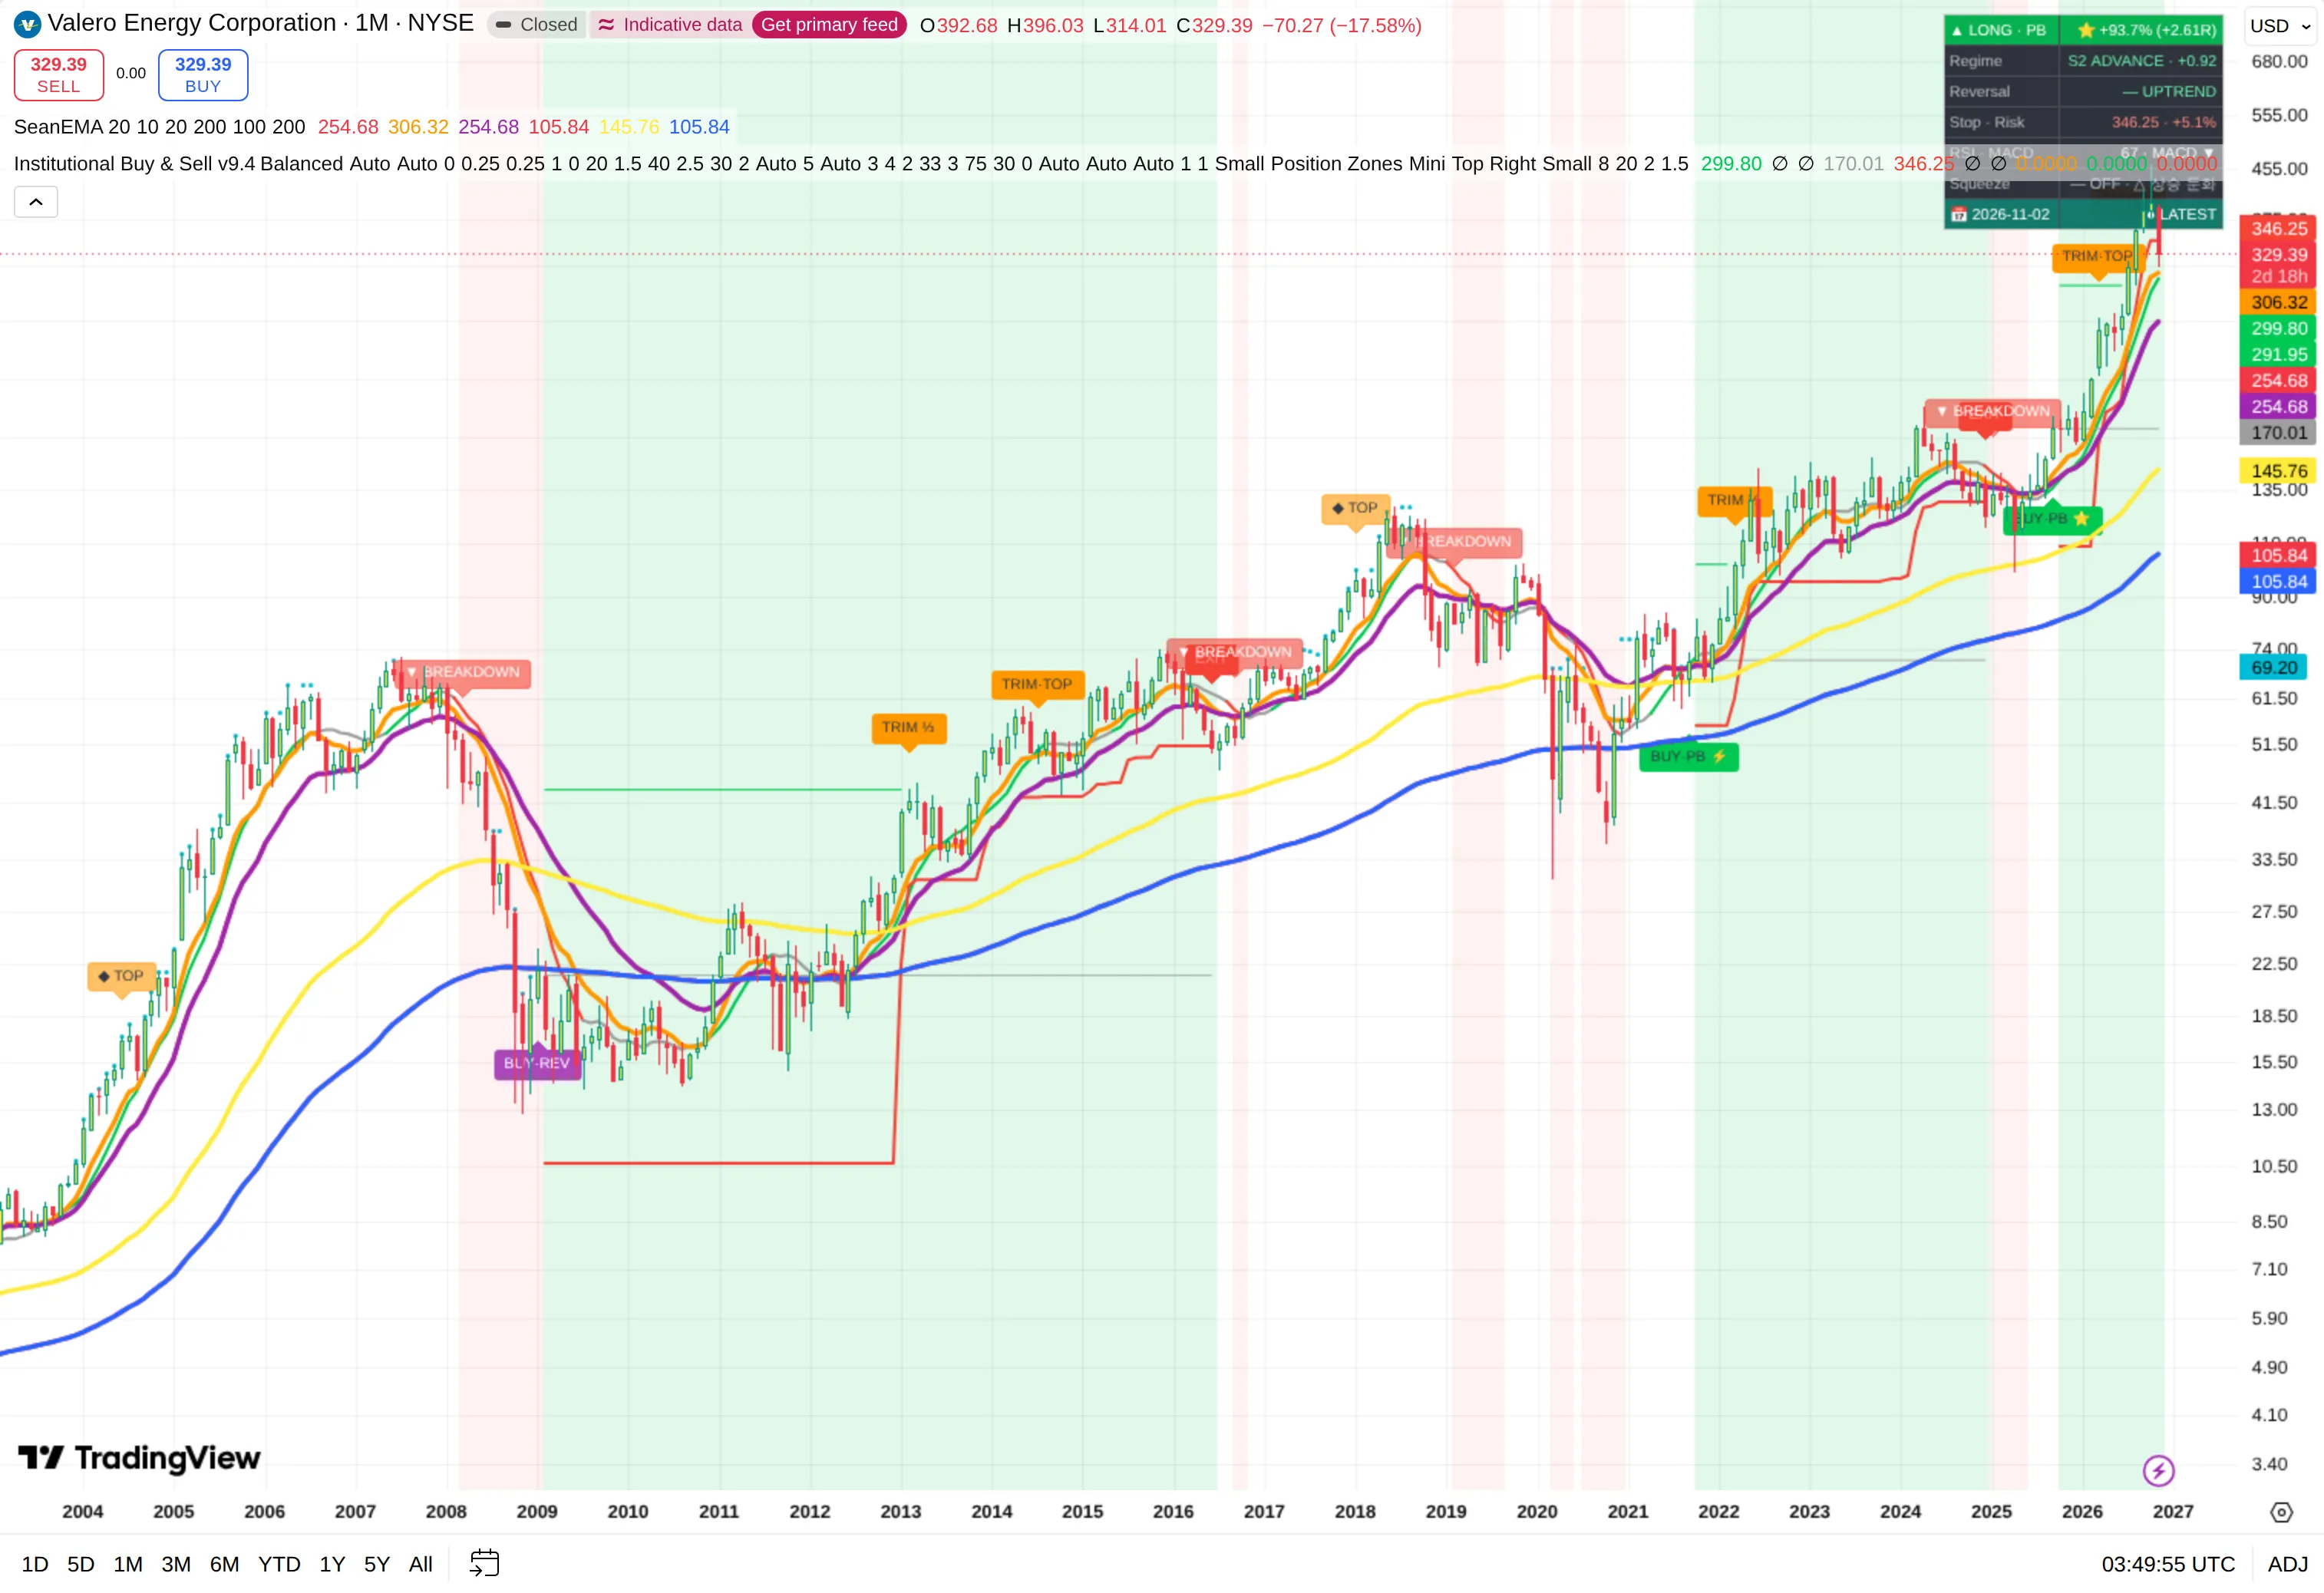 Valero Energy Corporation · 1M · NYSE Closed Indicative data Get primary feed O392.68 H396.03 L314.01 C329.39 −70.27 (−17.58%)
329.39 SELL
0.00
329.39 BUY
SeanEMA 20 10 20 200 100 200 254.68 306.32 254.68 105.84 145.76 105.84
Institutional Buy & Sell v9.4 Balanced Auto Auto 0 0.25 0.25 1 0 20 1.5 40 2.5 30 2 Auto 5 Auto 3 4 2 33 3 75 30 0 Auto Auto Auto 1 1 Small Position Zones Mini Top Right Small 8 20 2 1.5 299.80 ∅ ∅ 170.01 346.25 ∅ ∅ 0.0000 0.0000 0.0000
▲ LONG · PB ⭐ +93.7% (+2.61R)
Regime S2 ADVANCE · +0.92
Reversal — UPTREND
Stop · Risk 346.25 · +5.1%
RSI · MACD 67 · MACD ▼
Squeeze — OFF · △ 상승 둔화
📅 2026-11-02 LATEST
USD
680.00
555.00
455.00
346.25
329.39
2d 18h
306.32
299.80
291.95
254.68
254.68
170.01
145.76
135.00
105.84
105.84
90.00
74.00
69.20
61.50
51.50
41.50
33.50
27.50
22.50
18.50
15.50
13.00
10.50
8.50
7.10
5.90
4.90
4.10
3.40
TRIM-TOP
▼ BREAKDOWN
BUY-PB ⭐
TRIM
◆ TOP
BREAKDOWN
BUY-PB ⚡
▼ BREAKDOWN
EXIT
TRIM-TOP
TRIM ⅓
▼ BREAKDOWN
◆ TOP
BUY-REV
TradingView
2004 2005 2006 2007 2008 2009 2010 2011 2012 2013 2014 2015 2016 2017 2018 2019 2020 2021 2022 2023 2024 2025 2026 2027
1D 5D 1M 3M 6M YTD 1Y 5Y All
03:49:55 UTC ADJ